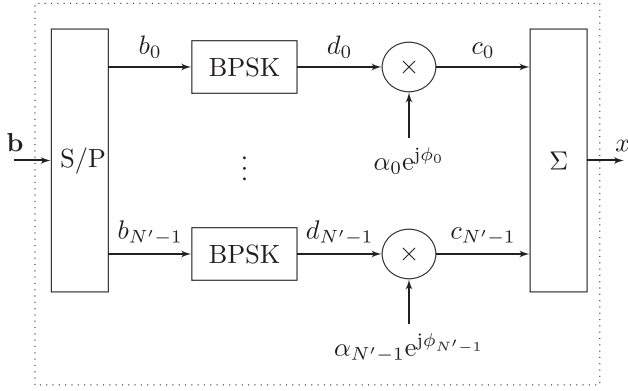 b₀ BPSK d₀ × c₀
α₀e^{jϕ₀}
b S/P ⋮ Σ x
b_{N′−1} BPSK d_{N′−1} × c_{N′−1}
α_{N′−1}e^{jϕ_{N′−1}}